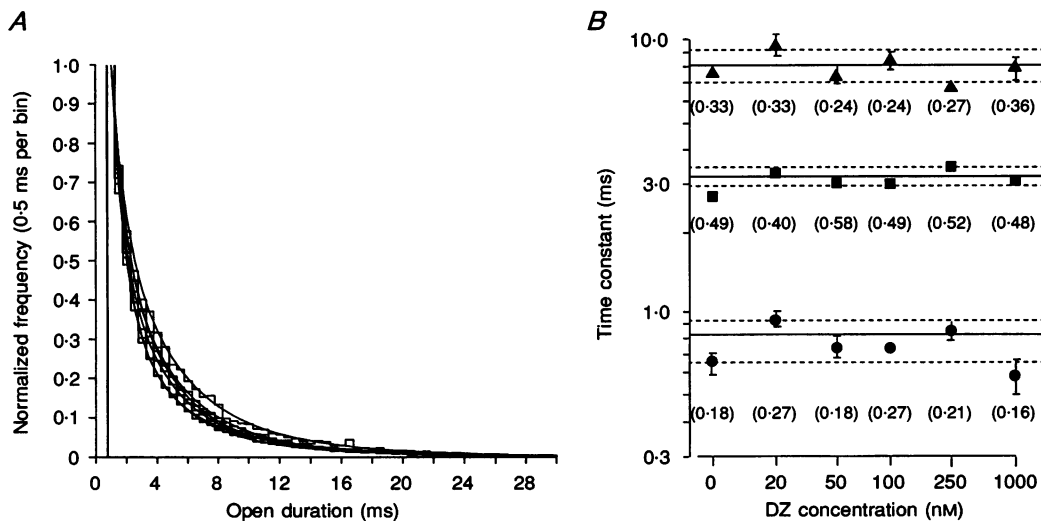 A
Normalized frequency (0·5 ms per bin)
1·0
0·9
0·8
0·7
0·6
0·5
0·4
0·3
0·2
0·1
0
0 4 8 12 16 20 24 28
Open duration (ms)
B
Time constant (ms)
10·0
(0·33) (0·33) (0·24) (0·24) (0·27) (0·36)
3·0
(0·49) (0·40) (0·58) (0·49) (0·52) (0·48)
1·0
(0·18) (0·27) (0·18) (0·27) (0·21) (0·16)
0·3
0 20 50 100 250 1000
DZ concentration (nM)